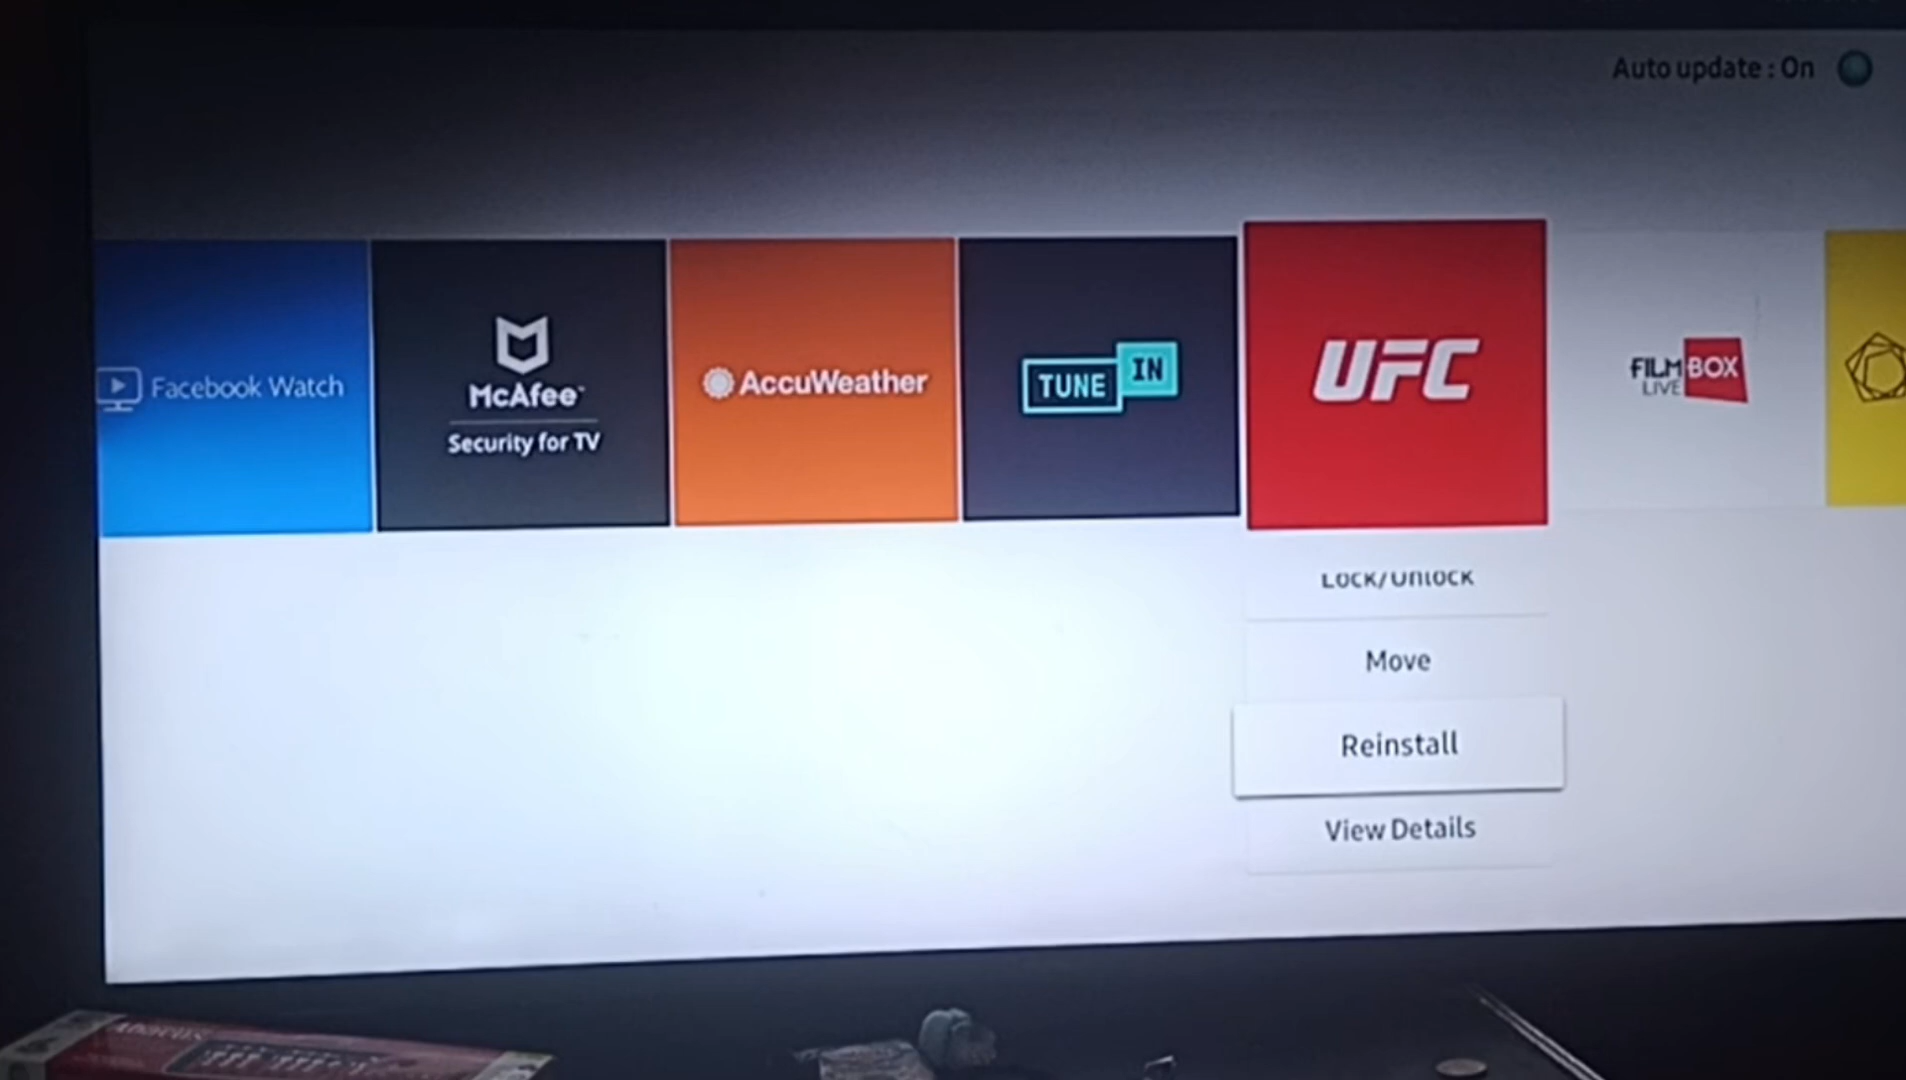 Auto update : On
Facebook Watch
McAfee
Security for TV
AccuWeather
TUNE IN
UFC
FILMBOX
LIVE
Lock/Unlock
Move
Reinstall
View Details